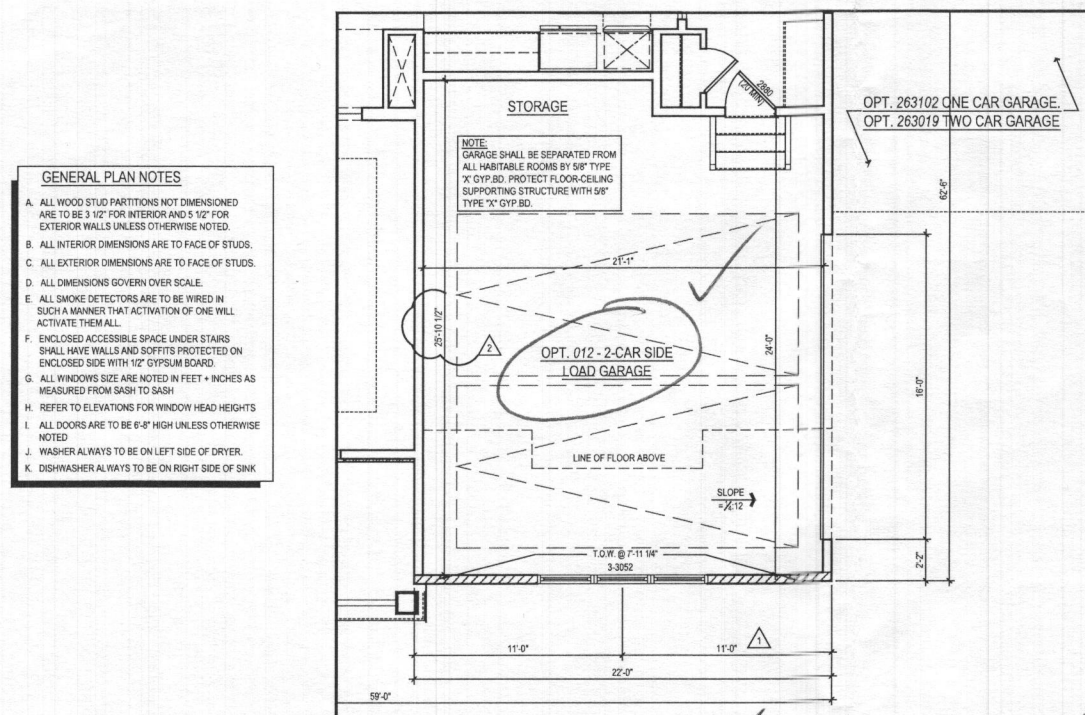 GENERAL PLAN NOTES
A. ALL WOOD STUD PARTITIONS NOT DIMENSIONED
ARE TO BE 3 1/2" FOR INTERIOR AND 5 1/2" FOR
EXTERIOR WALLS UNLESS OTHERWISE NOTED.
B. ALL INTERIOR DIMENSIONS ARE TO FACE OF STUDS.
C. ALL EXTERIOR DIMENSIONS ARE TO FACE OF STUDS.
D. ALL DIMENSIONS GOVERN OVER SCALE.
E. ALL SMOKE DETECTORS ARE TO BE WIRED IN
SUCH A MANNER THAT ACTIVATION OF ONE WILL
ACTIVATE THEM ALL.
F. ENCLOSED ACCESSIBLE SPACE UNDER STAIRS
SHALL HAVE WALLS AND SOFFITS PROTECTED ON
ENCLOSED SIDE WITH 1/2" GYPSUM BOARD.
G. ALL WINDOWS SIZE ARE NOTED IN FEET + INCHES AS
MEASURED FROM SASH TO SASH
H. REFER TO ELEVATIONS FOR WINDOW HEAD HEIGHTS
I. ALL DOORS ARE TO BE 6'-8" HIGH UNLESS OTHERWISE
NOTED
J. WASHER ALWAYS TO BE ON LEFT SIDE OF DRYER.
K. DISHWASHER ALWAYS TO BE ON RIGHT SIDE OF SINK
STORAGE
NOTE:
GARAGE SHALL BE SEPARATED FROM
ALL HABITABLE ROOMS BY 5/8" TYPE
'X' GYP.BD. PROTECT FLOOR-CEILING
SUPPORTING STRUCTURE WITH 5/8"
TYPE "X" GYP.BD.
2680
(20 MIN)
OPT. 263102 ONE CAR GARAGE.
OPT. 263019 TWO CAR GARAGE
62'-6"
21'-1"
25'-10 1/2"
2
OPT. 012 - 2-CAR SIDE
LOAD GARAGE
24'-0"
16'-0"
LINE OF FLOOR ABOVE
SLOPE
T.O.W. @ 7'-11 1/4"
3-3052
2'-2"
11'-0"
11'-0"
1
22'-0"
59'-0"